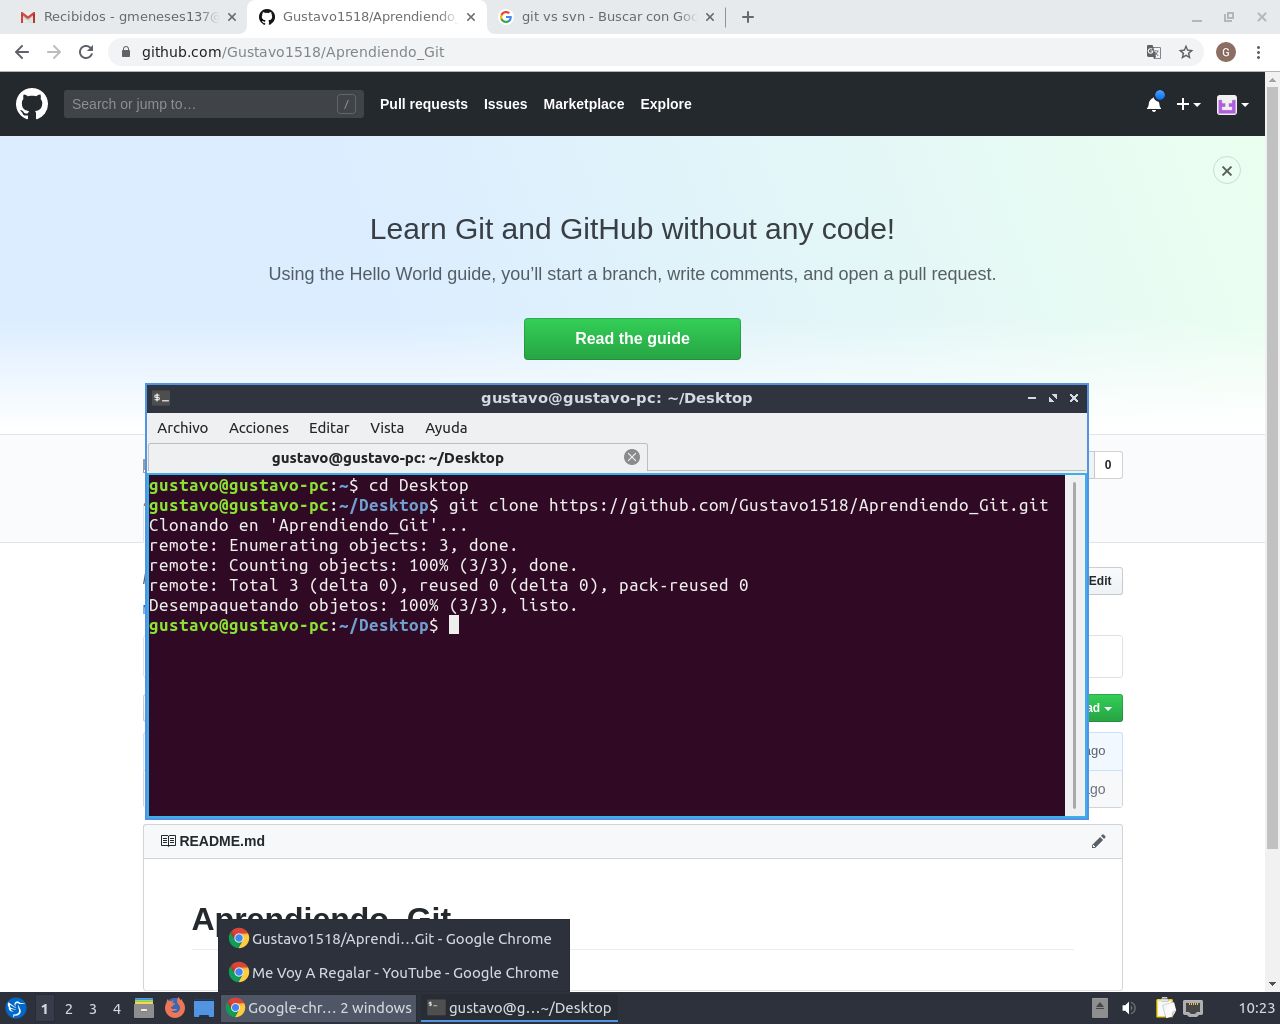 Recibidos - gmeneses137@
Gustavo1518/Aprendiendo_
git vs svn - Buscar con Goo
github.com/Gustavo1518/Aprendiendo_Git
G
Search or jump to…
/
Pull requests
Issues
Marketplace
Explore
Learn Git and GitHub without any code!
Using the Hello World guide, you’ll start a branch, write comments, and open a pull request.
Read the guide
gustavo@gustavo-pc: ~/Desktop
Archivo
Acciones
Editar
Vista
Ayuda
gustavo@gustavo-pc: ~/Desktop
0
gustavo@gustavo-pc:~$ cd Desktop
gustavo@gustavo-pc:~/Desktop$ git clone https://github.com/Gustavo1518/Aprendiendo_Git.git
Clonando en 'Aprendiendo_Git'...
remote: Enumerating objects: 3, done.
remote: Counting objects: 100% (3/3), done.
remote: Total 3 (delta 0), reused 0 (delta 0), pack-reused 0
Desempaquetando objetos: 100% (3/3), listo.
gustavo@gustavo-pc:~/Desktop$
Edit
ad
ago
ago
README.md
Aprendiendo_Git
Gustavo1518/Aprendi…Git - Google Chrome
Me Voy A Regalar - YouTube - Google Chrome
1
2
3
4
Google-chr… 2 windows
gustavo@g…~/Desktop
10:23